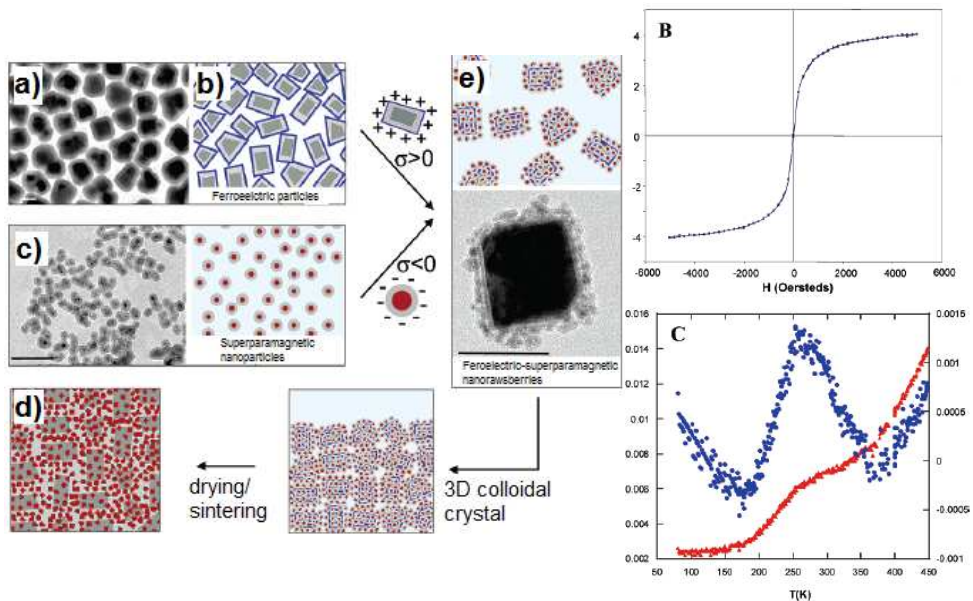 a)
b)
Ferroelctric particles
σ>0
c)
σ<0
Superparamagnetic
nanoparticles
e)
Feroelectric-superparamagnetic
nanorawsberries
d)
drying/
sintering
3D colloidal
crystal
B
4
2
0
-2
-4
-6000 -4000 -2000 0 2000 4000 6000
H (Oersteds)
C
0.016
0.014
0.012
0.010
0.008
0.006
0.004
0.002
0.0015
0.001
0.0005
0
-0.0005
-0.001
50 100 150 200 250 300 350 400 450
T(K)